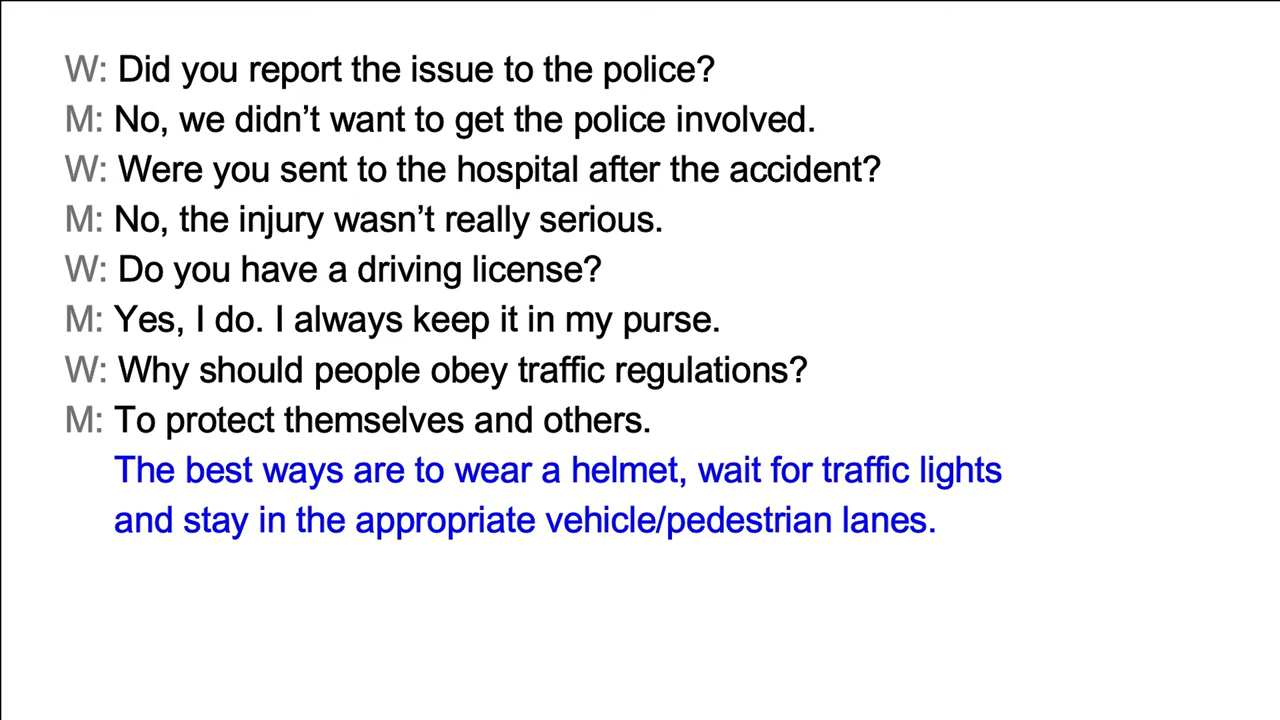 W: Did you report the issue to the police?
M: No, we didn’t want to get the police involved.
W: Were you sent to the hospital after the accident?
M: No, the injury wasn’t really serious.
W: Do you have a driving license?
M: Yes, I do. I always keep it in my purse.
W: Why should people obey traffic regulations?
M: To protect themselves and others.
The best ways are to wear a helmet, wait for traffic lights
and stay in the appropriate vehicle/pedestrian lanes.